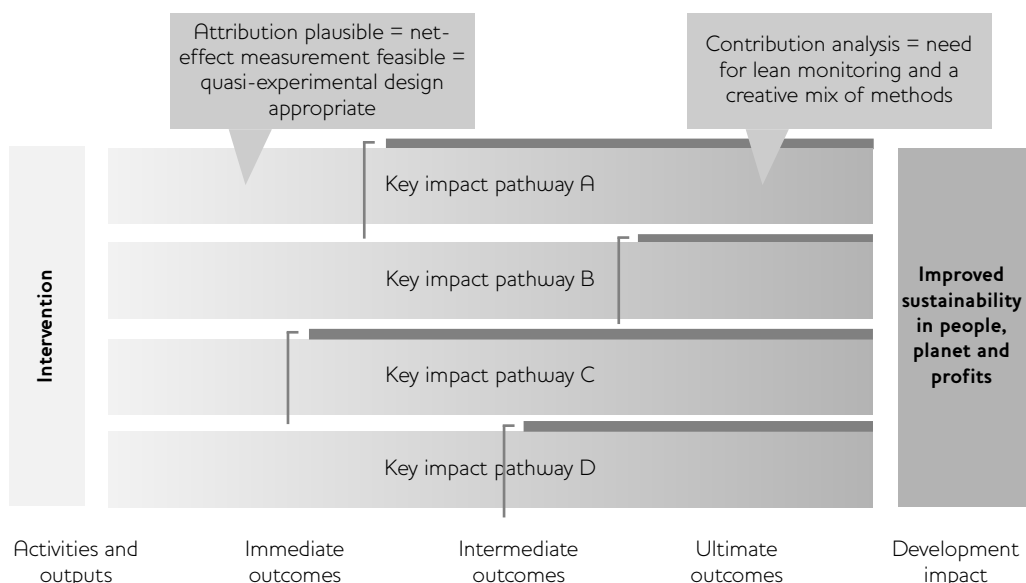 Attribution plausible = net-
effect measurement feasible =
quasi-experimental design
appropriate
Contribution analysis = need
for lean monitoring and a
creative mix of methods
Intervention
Key impact pathway A
Key impact pathway B
Key impact pathway C
Key impact pathway D
Improved
sustainability
in people,
planet and
profits
Activities and
outputs
Immediate
outcomes
Intermediate
outcomes
Ultimate
outcomes
Development
impact